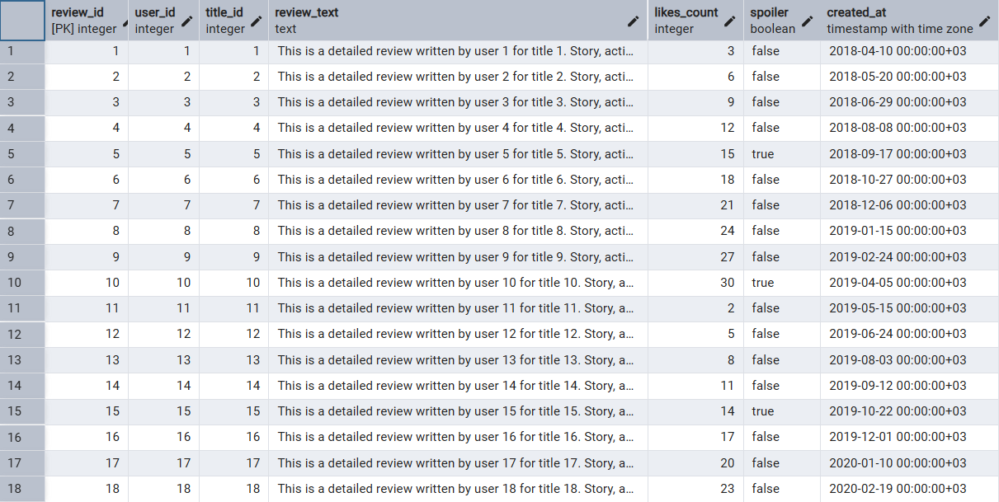 review_id user_id title_id review_text likes_count spoiler created_at
[PK] integer integer integer text integer boolean timestamp with time zone
1 1 1 1 This is a detailed review written by user 1 for title 1. Story, acti... 3 false 2018-04-10 00:00:00+03
2 2 2 2 This is a detailed review written by user 2 for title 2. Story, acti... 6 false 2018-05-20 00:00:00+03
3 3 3 3 This is a detailed review written by user 3 for title 3. Story, acti... 9 false 2018-06-29 00:00:00+03
4 4 4 4 This is a detailed review written by user 4 for title 4. Story, acti... 12 false 2018-08-08 00:00:00+03
5 5 5 5 This is a detailed review written by user 5 for title 5. Story, acti... 15 true 2018-09-17 00:00:00+03
6 6 6 6 This is a detailed review written by user 6 for title 6. Story, acti... 18 false 2018-10-27 00:00:00+03
7 7 7 7 This is a detailed review written by user 7 for title 7. Story, acti... 21 false 2018-12-06 00:00:00+03
8 8 8 8 This is a detailed review written by user 8 for title 8. Story, acti... 24 false 2019-01-15 00:00:00+03
9 9 9 9 This is a detailed review written by user 9 for title 9. Story, acti... 27 false 2019-02-24 00:00:00+03
10 10 10 10 This is a detailed review written by user 10 for title 10. Story, a... 30 true 2019-04-05 00:00:00+03
11 11 11 11 This is a detailed review written by user 11 for title 11. Story, a... 2 false 2019-05-15 00:00:00+03
12 12 12 12 This is a detailed review written by user 12 for title 12. Story, a... 5 false 2019-06-24 00:00:00+03
13 13 13 13 This is a detailed review written by user 13 for title 13. Story, a... 8 false 2019-08-03 00:00:00+03
14 14 14 14 This is a detailed review written by user 14 for title 14. Story, a... 11 false 2019-09-12 00:00:00+03
15 15 15 15 This is a detailed review written by user 15 for title 15. Story, a... 14 true 2019-10-22 00:00:00+03
16 16 16 16 This is a detailed review written by user 16 for title 16. Story, a... 17 false 2019-12-01 00:00:00+03
17 17 17 17 This is a detailed review written by user 17 for title 17. Story, a... 20 false 2020-01-10 00:00:00+03
18 18 18 18 This is a detailed review written by user 18 for title 18. Story, a... 23 false 2020-02-19 00:00:00+03